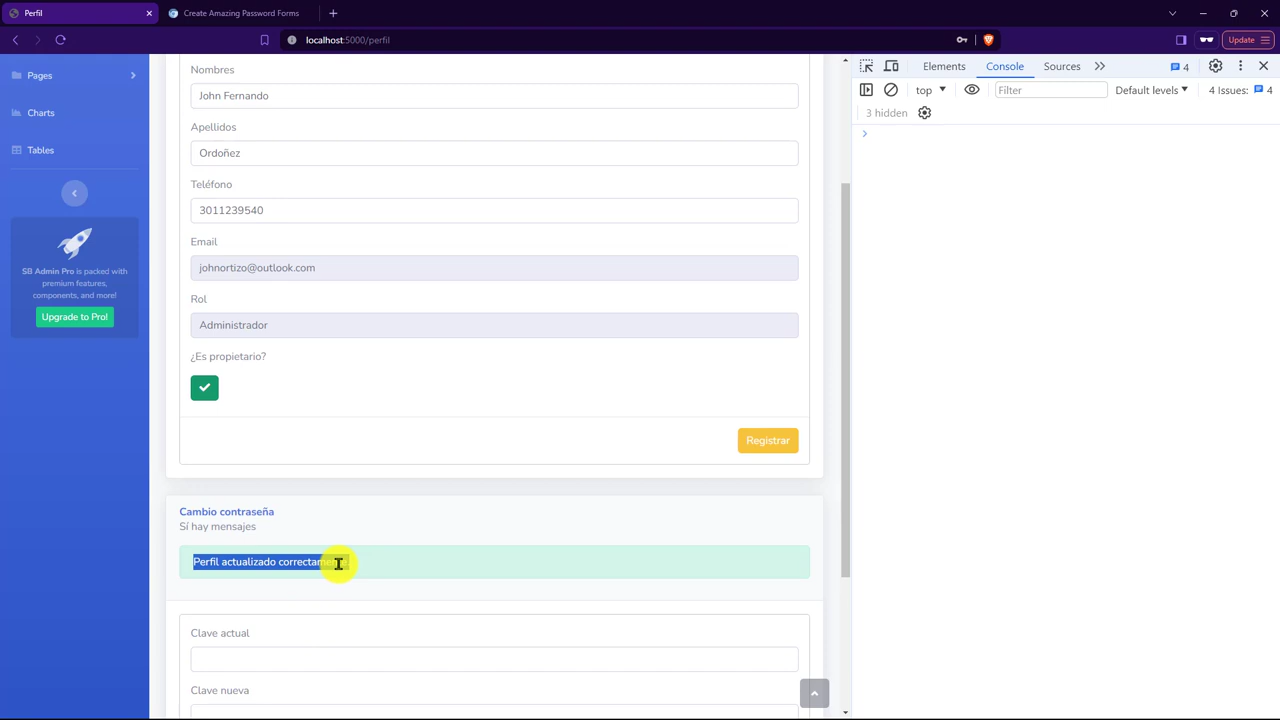 Perfil
Create Amazing Password Forms
localhost:5000/perfil
Update
Pages
Charts
Tables
SB Admin Pro is packed with
premium features,
components, and more!
Upgrade to Pro!
Nombres
John Fernando
Apellidos
Ordoñez
Teléfono
3011239540
Email
johnortizo@outlook.com
Rol
Administrador
¿Es propietario?
Registrar
Cambio contraseña
Sí hay mensajes
Perfil actualizado correctamente
Clave actual
Clave nueva
Elements
Console
Sources
4
top
Filter
Default levels
4 Issues:
4
3 hidden